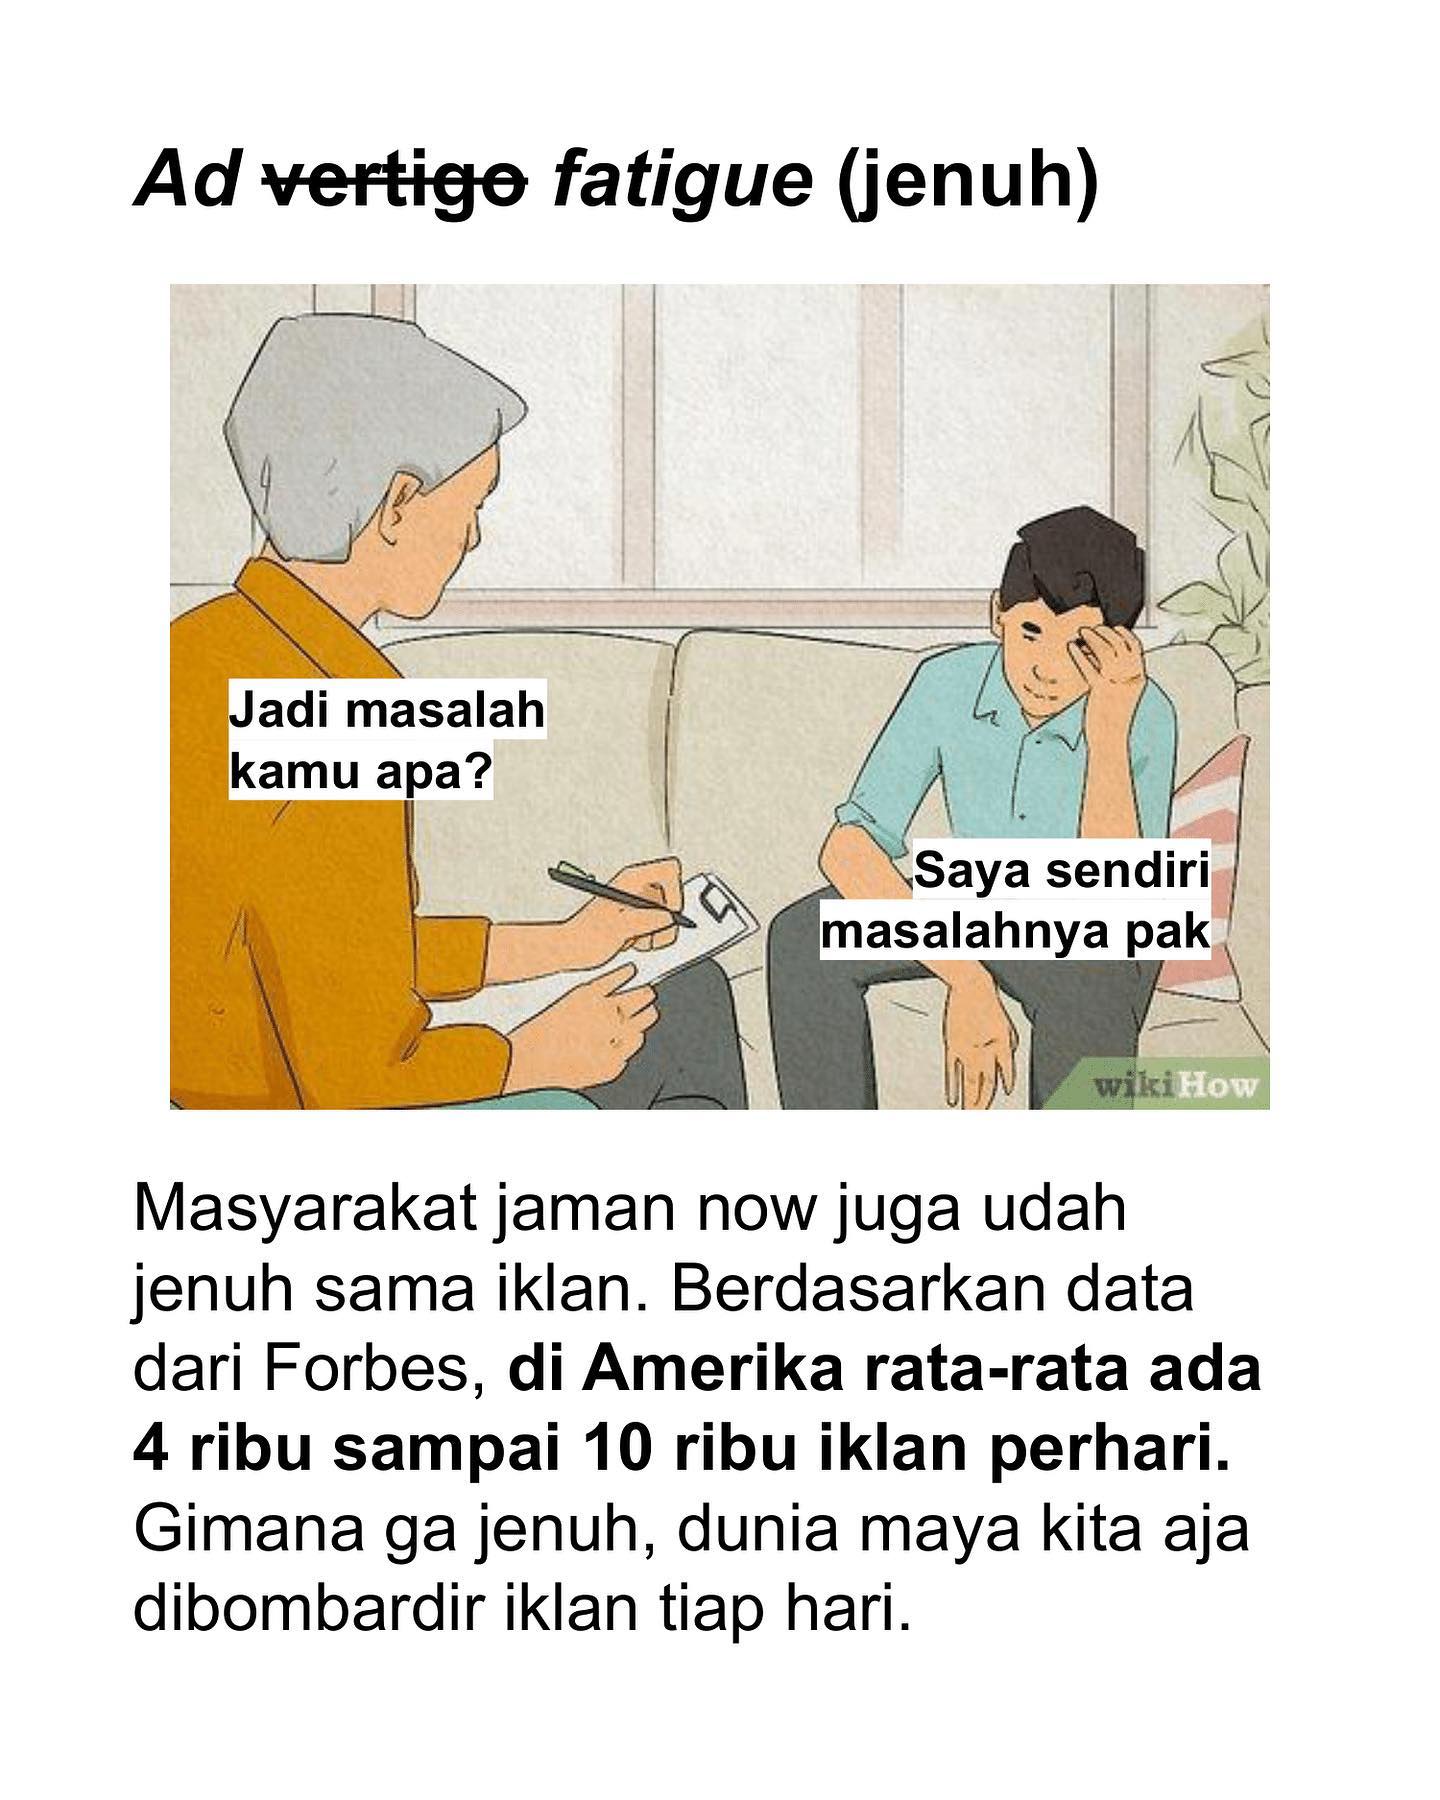 Ad vertigo fatigue (jenuh)
Jadi masalah
kamu apa?
Saya sendiri
masalahnya pak
wikiHow
Masyarakat jaman now juga udah
jenuh sama iklan. Berdasarkan data
dari Forbes, di Amerika rata-rata ada
4 ribu sampai 10 ribu iklan perhari.
Gimana ga jenuh, dunia maya kita aja
dibombardir iklan tiap hari.